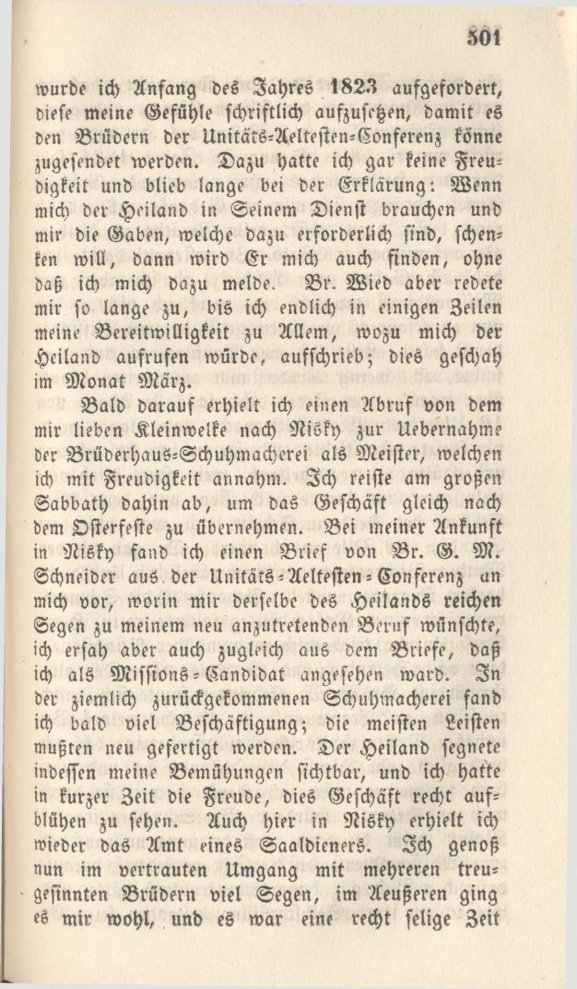 501
wurde ich Anfang des Jahres 1823 aufgefordert,
diese meine Gefühle schriftlich aufzusetzen, damit es
den Brüdern der Unitäts-Aeltesten-Conferenz könne
zugesendet werden. Dazu hatte ich gar keine Freu-
digkeit und blieb lange bei der Erklärung: Wenn
mich der Heiland in Seinem Dienst brauchen und
mir die Gaben, welche dazu erforderlich sind, schen-
ken will, dann wird Er mich auch finden, ohne
daß ich mich dazu melde. Br. Wied aber redete
mir so lange zu, bis ich endlich in einigen Zeilen
meine Bereitwilligkeit zu Allem, wozu mich der
Heiland aufrufen würde, aufschrieb; dies geschah
im Monat März.
Bald darauf erhielt ich einen Abruf von dem
mir lieben Kleinwelke nach Nisky zur Uebernahme
der Brüderhaus-Schuhmacherei als Meister, welchen
ich mit Freudigkeit annahm. Ich reiste am großen
Sabbath dahin ab, um das Geschäft gleich nach
dem Osterfeste zu übernehmen. Bei meiner Ankunft
in Nisky fand ich einen Brief von Br. G. M.
Schneider aus der Unitäts-Aeltesten-Conferenz an
mich vor, worin mir derselbe des Heilands reichen
Segen zu meinem neu anzutretenden Beruf wünschte,
ich ersah aber auch zugleich aus dem Briefe, daß
ich als Missions-Candidat angesehen ward. In
der ziemlich zurückgekommenen Schuhmacherei fand
ich bald viel Beschäftigung; die meisten Leisten
mußten neu gefertigt werden. Der Heiland segnete
indessen meine Bemühungen sichtbar, und ich hatte
in kurzer Zeit die Freude, dies Geschäft recht auf-
blühen zu sehen. Auch hier in Nisky erhielt ich
wieder das Amt eines Saaldieners. Ich genoß
nun im vertrauten Umgang mit mehreren treu-
gesinnten Brüdern viel Segen, im Aeußeren ging
es mir wohl, und es war eine recht selige Zeit